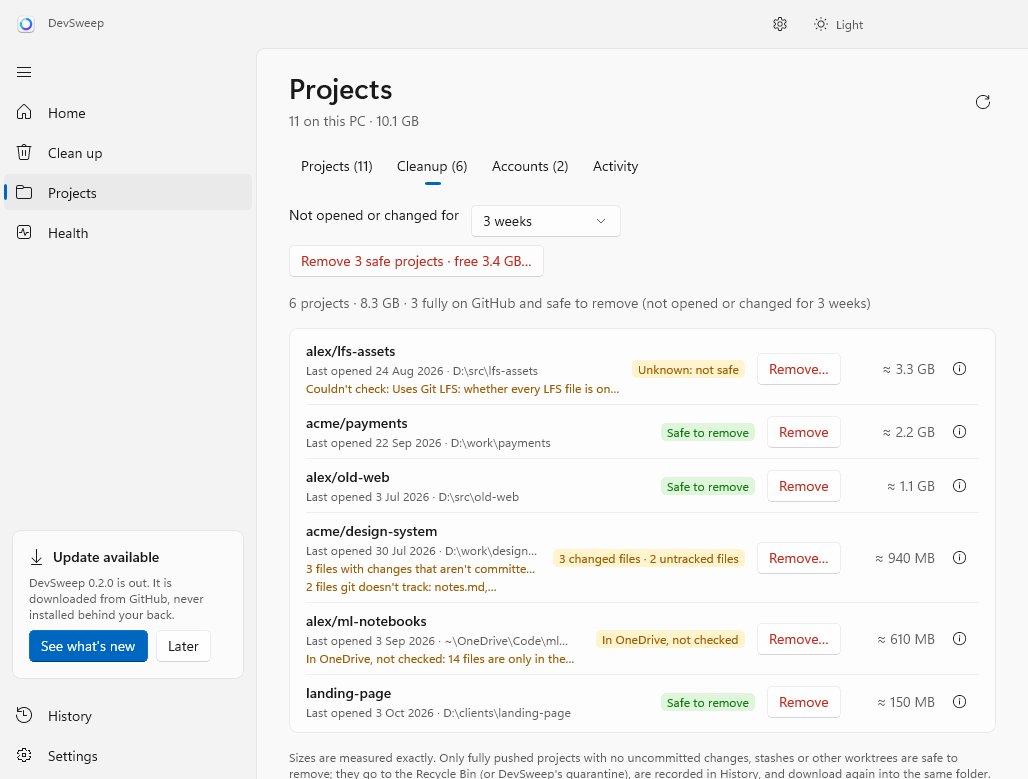 DevSweep
Light
Home
Clean up
Projects
Health
Update available
DevSweep 0.2.0 is out. It is
downloaded from GitHub, never
installed behind your back.
See what's new
Later
History
Settings
Projects
11 on this PC · 10.1 GB
Projects (11)
Cleanup (6)
Accounts (2)
Activity
Not opened or changed for
3 weeks
Remove 3 safe projects · free 3.4 GB...
6 projects · 8.3 GB · 3 fully on GitHub and safe to remove (not opened or changed for 3 weeks)
alex/lfs-assets
Last opened 24 Aug 2026 · D:\src\lfs-assets
Couldn't check: Uses Git LFS: whether every LFS file is on...
Unknown: not safe
Remove...
≈ 3.3 GB
acme/payments
Last opened 22 Sep 2026 · D:\work\payments
Safe to remove
Remove
≈ 2.2 GB
alex/old-web
Last opened 3 Jul 2026 · D:\src\old-web
Safe to remove
Remove
≈ 1.1 GB
acme/design-system
Last opened 30 Jul 2026 · D:\work\design...
3 files with changes that aren't committe...
2 files git doesn't track: notes.md,...
3 changed files · 2 untracked files
Remove...
≈ 940 MB
alex/ml-notebooks
Last opened 3 Sep 2026 · ~\OneDrive\Code\ml...
In OneDrive, not checked: 14 files are only in the...
In OneDrive, not checked
Remove...
≈ 610 MB
landing-page
Last opened 3 Oct 2026 · D:\clients\landing-page
Safe to remove
Remove
≈ 150 MB
Sizes are measured exactly. Only fully pushed projects with no uncommitted changes, stashes or other worktrees are safe to
remove; they go to the Recycle Bin (or DevSweep's quarantine), are recorded in History, and download again into the same folder.